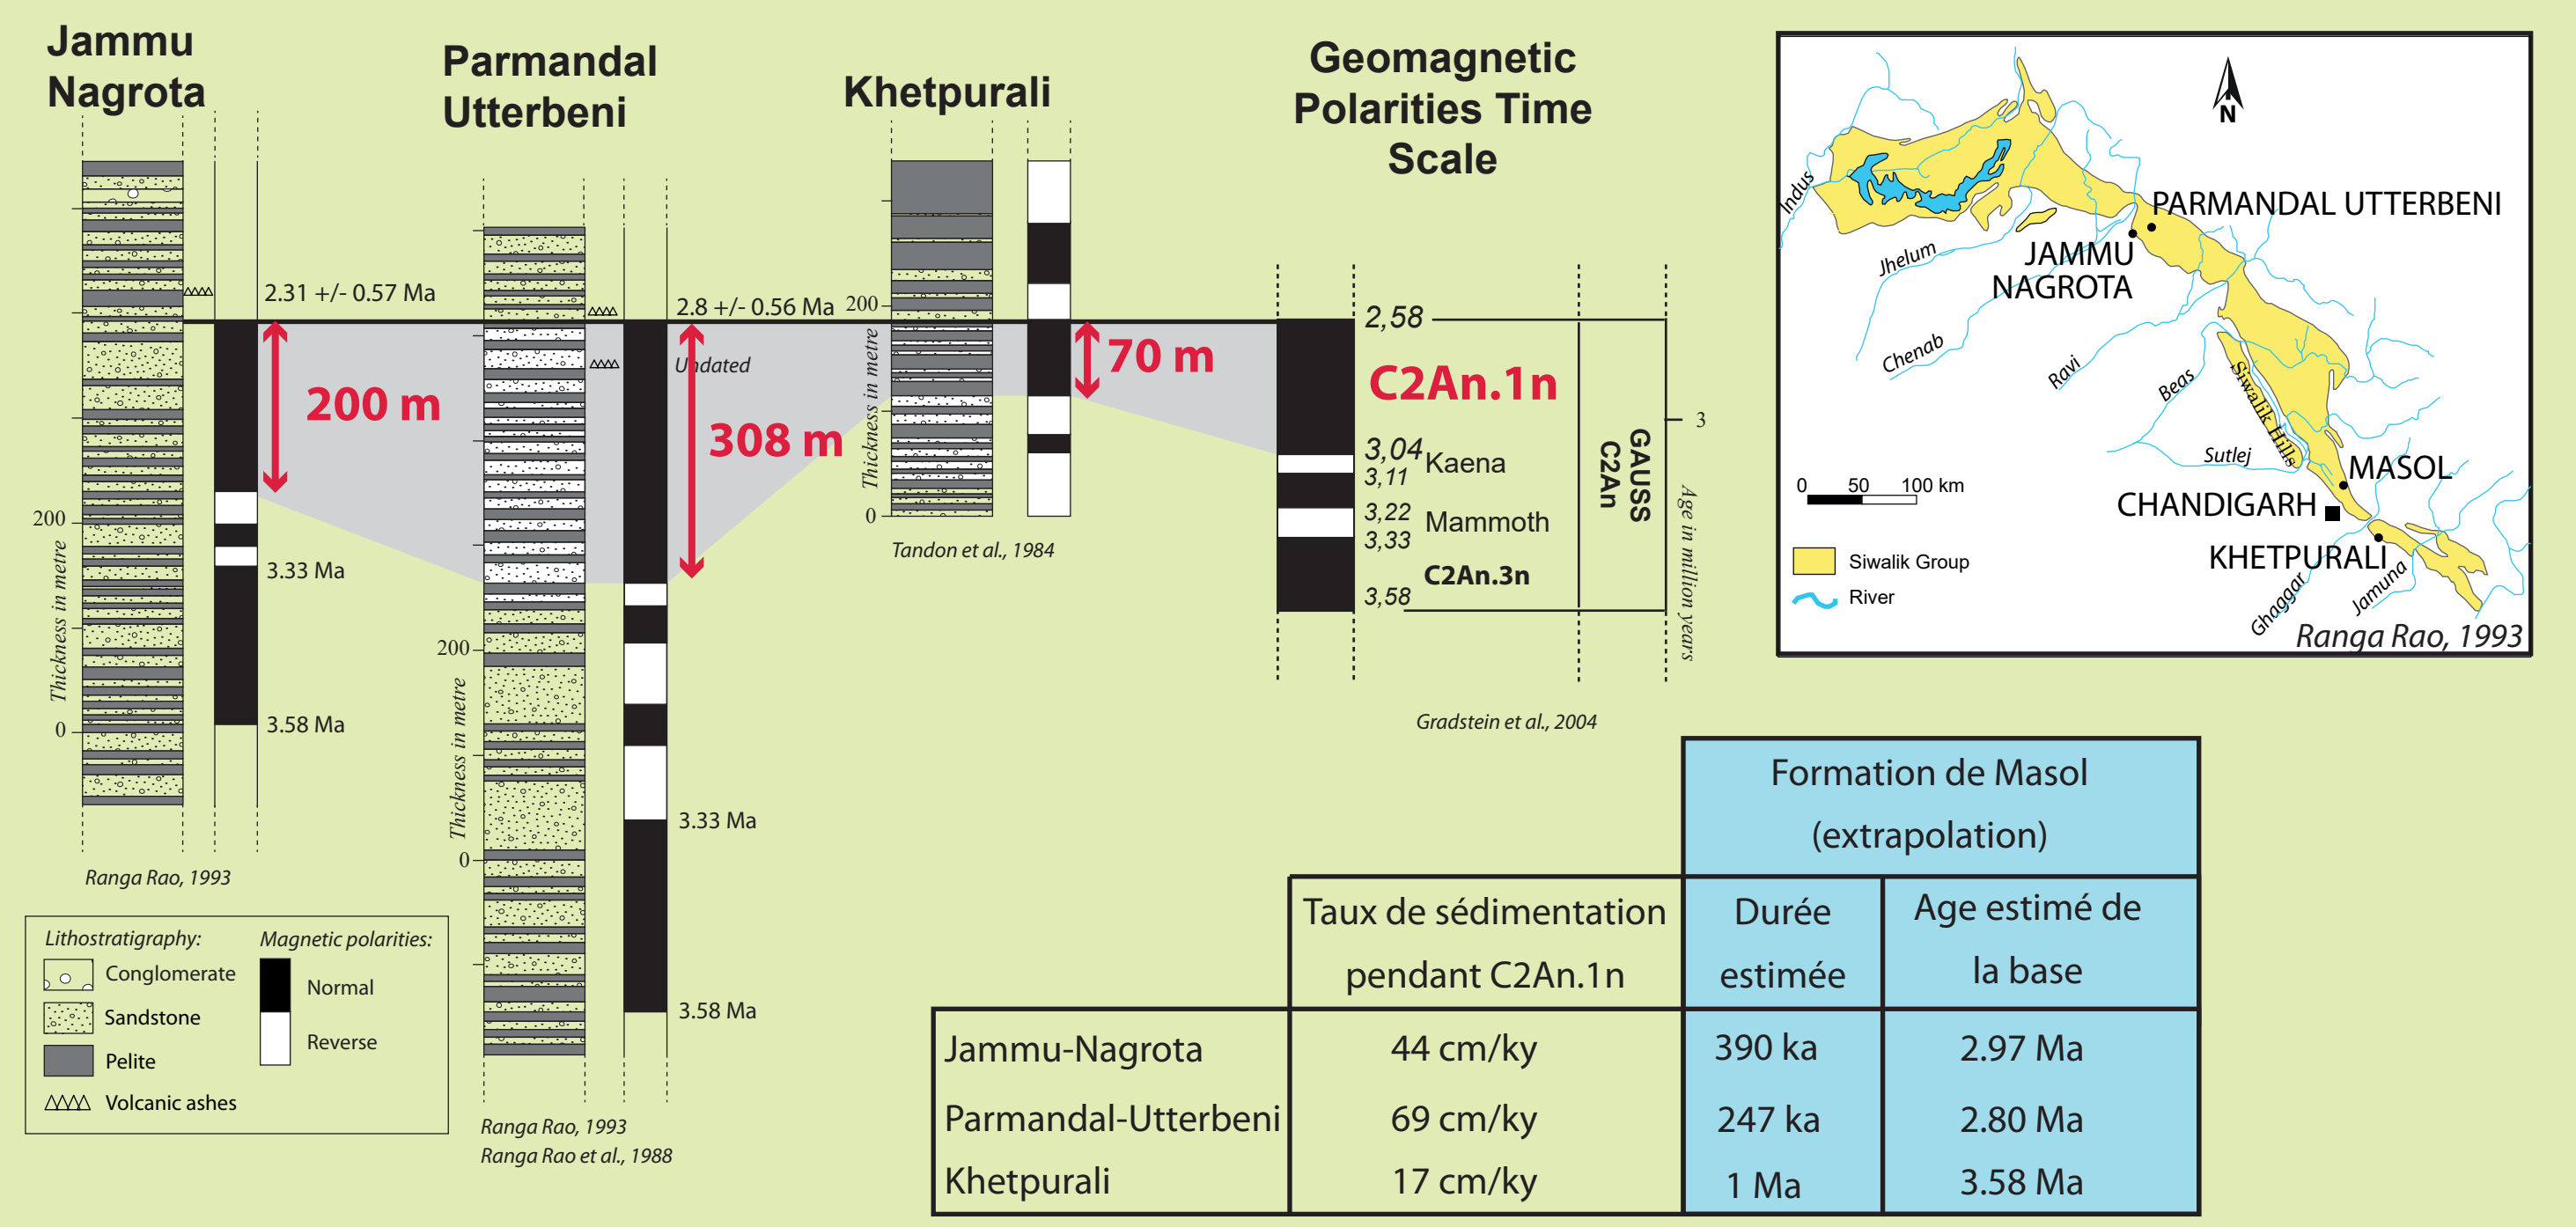 Jammu
Nagrota
2.31 +/- 0.57 Ma
200 m
200
Thickness in metre
0
3.33 Ma
3.58 Ma
Ranga Rao, 1993
Parmandal
Utterbeni
2.8 +/- 0.56 Ma
Undated
308 m
200
Thickness in metre
0
3.33 Ma
3.58 Ma
Ranga Rao, 1993
Ranga Rao et al., 1988
Khetpurali
200
Thickness in metre
0
70 m
Tandon et al., 1984
Geomagnetic
Polarities Time
Scale
2,58
C2An.1n
3,04
Kaena
3,11
3,22
Mammoth
3,33
C2An.3n
3,58
GAUSS
C2An
3
Age in million years
Gradstein et al., 2004
N
Indus
PARMANDAL UTTERBENI
JAMMU
NAGROTA
Jhelum
Chenab
Ravi
Beas
Siwalik Hills
Sutlej
MASOL
CHANDIGARH
KHETPURALI
Ghaggar
Jamuna
0 50 100 km
Siwalik Group
River
Ranga Rao, 1993
Lithostratigraphy:
Conglomerate
Sandstone
Pelite
Volcanic ashes
Magnetic polarities:
Normal
Reverse
Formation de Masol
(extrapolation)
Taux de sédimentation
pendant C2An.1n
Durée
estimée
Age estimé de
la base
Jammu-Nagrota 44 cm/ky 390 ka 2.97 Ma
Parmandal-Utterbeni 69 cm/ky 247 ka 2.80 Ma
Khetpurali 17 cm/ky 1 Ma 3.58 Ma